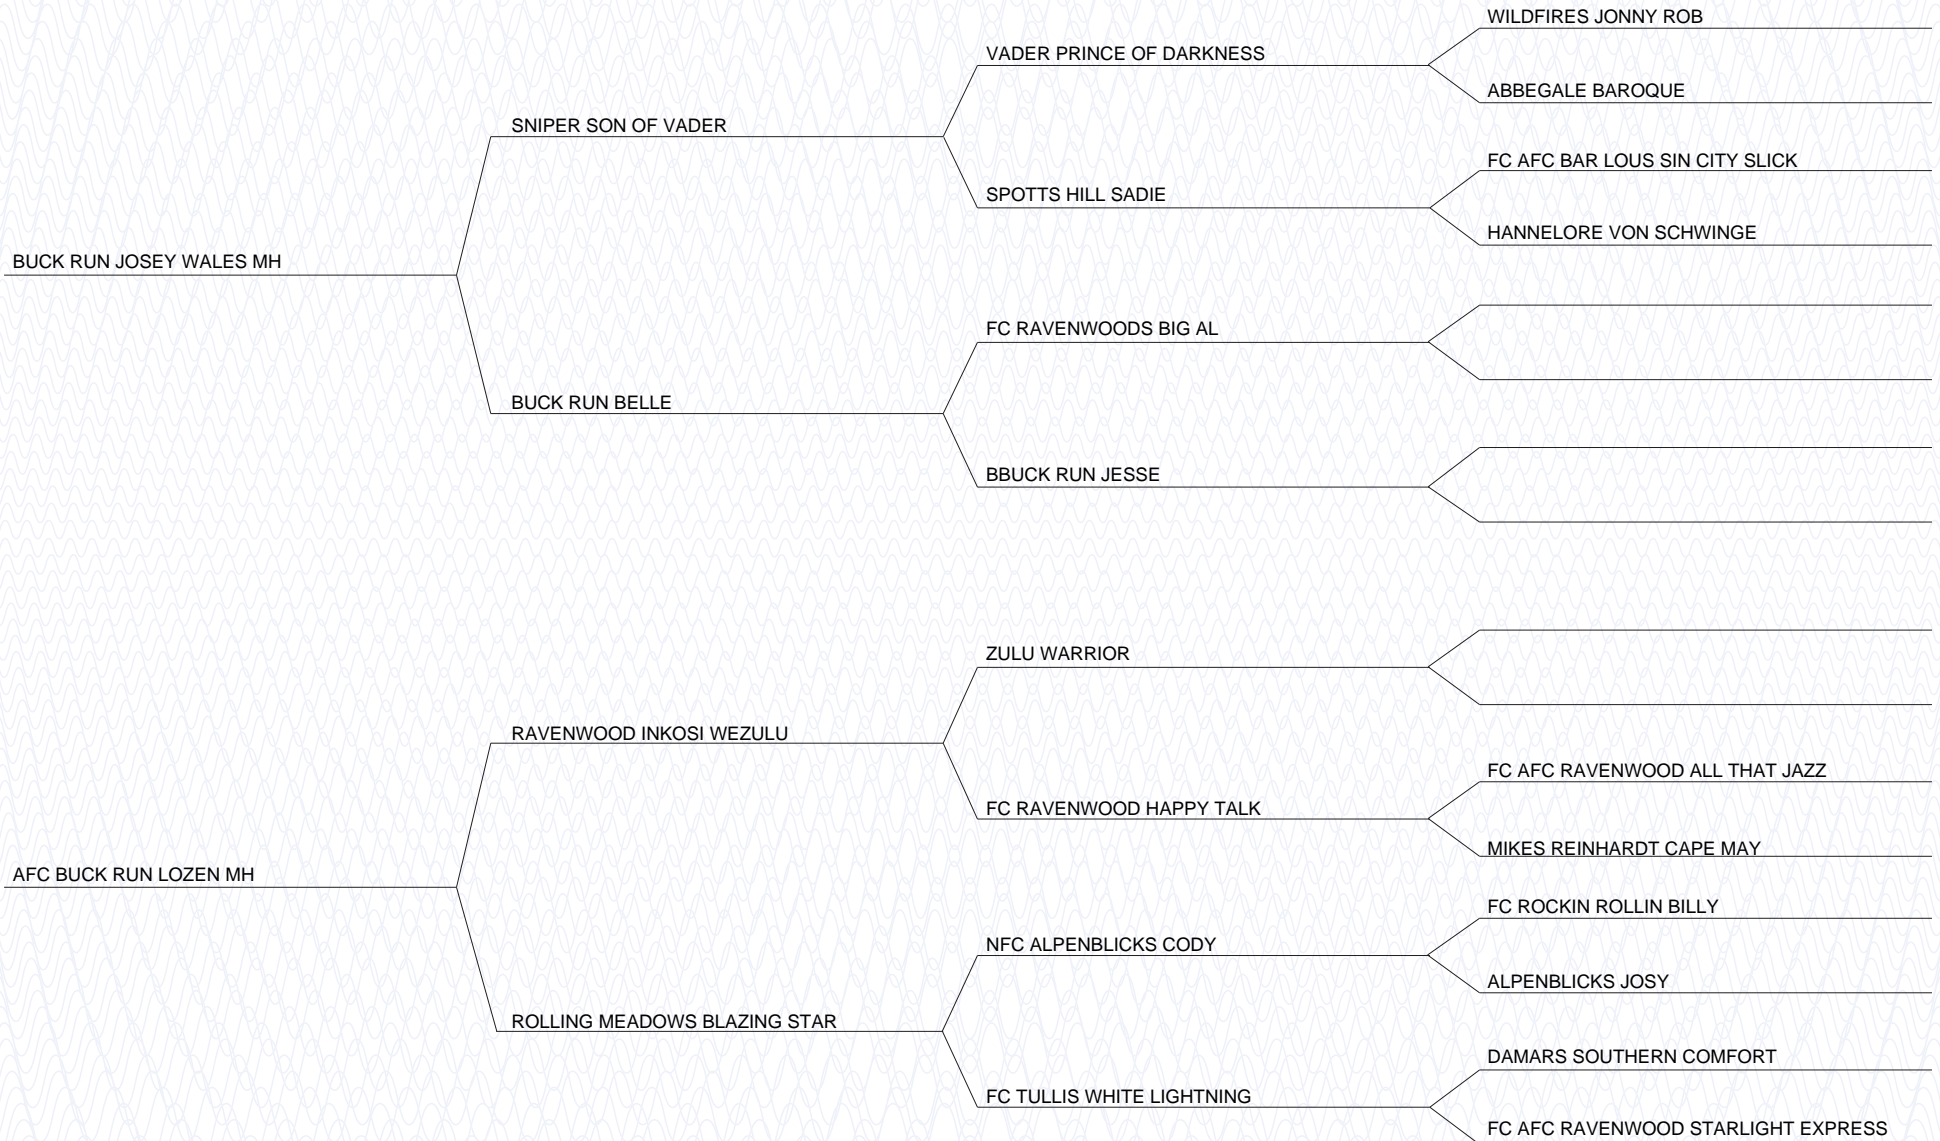 WILDFIRES JONNY ROB
VADER PRINCE OF DARKNESS
ABBEGALE BAROQUE
SNIPER SON OF VADER
FC AFC BAR LOUS SIN CITY SLICK
SPOTTS HILL SADIE
HANNELORE VON SCHWINGE
BUCK RUN JOSEY WALES MH
FC RAVENWOODS BIG AL
BUCK RUN BELLE
BBUCK RUN JESSE
ZULU WARRIOR
RAVENWOOD INKOSI WEZULU
FC AFC RAVENWOOD ALL THAT JAZZ
FC RAVENWOOD HAPPY TALK
MIKES REINHARDT CAPE MAY
AFC BUCK RUN LOZEN MH
FC ROCKIN ROLLIN BILLY
NFC ALPENBLICKS CODY
ALPENBLICKS JOSY
ROLLING MEADOWS BLAZING STAR
DAMARS SOUTHERN COMFORT
FC TULLIS WHITE LIGHTNING
FC AFC RAVENWOOD STARLIGHT EXPRESS